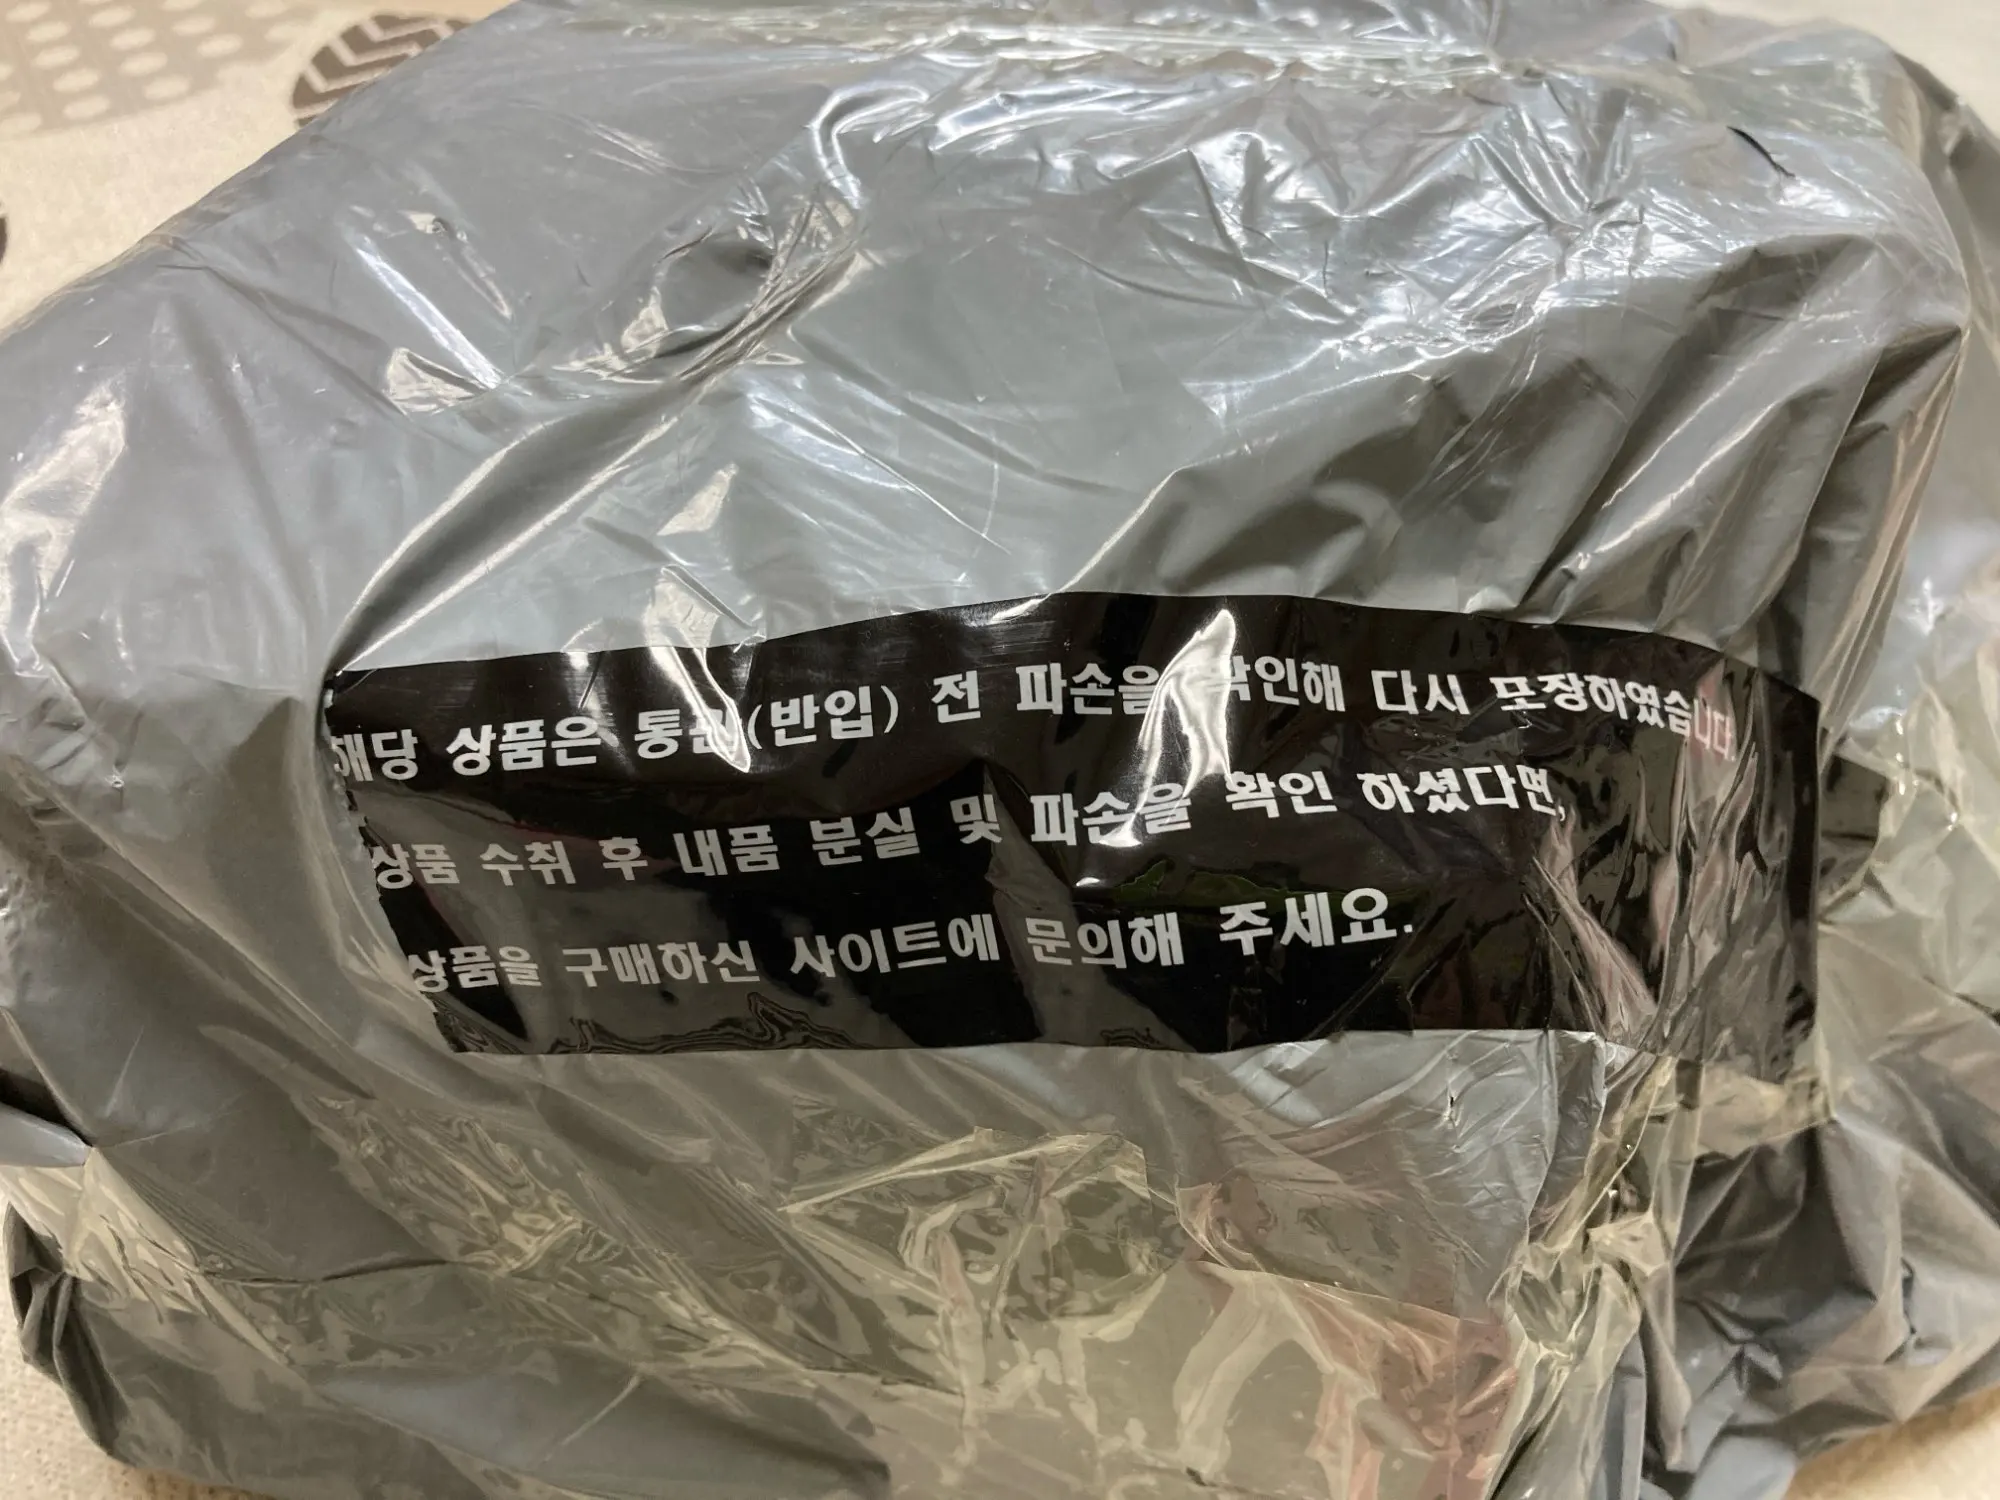 해당 상품은 통관(반입) 전 파손을 확인해 다시 포장하였습니다.
상품 수취 후 내품 분실 및 파손을 확인 하셨다면,
상품을 구매하신 사이트에 문의해 주세요.